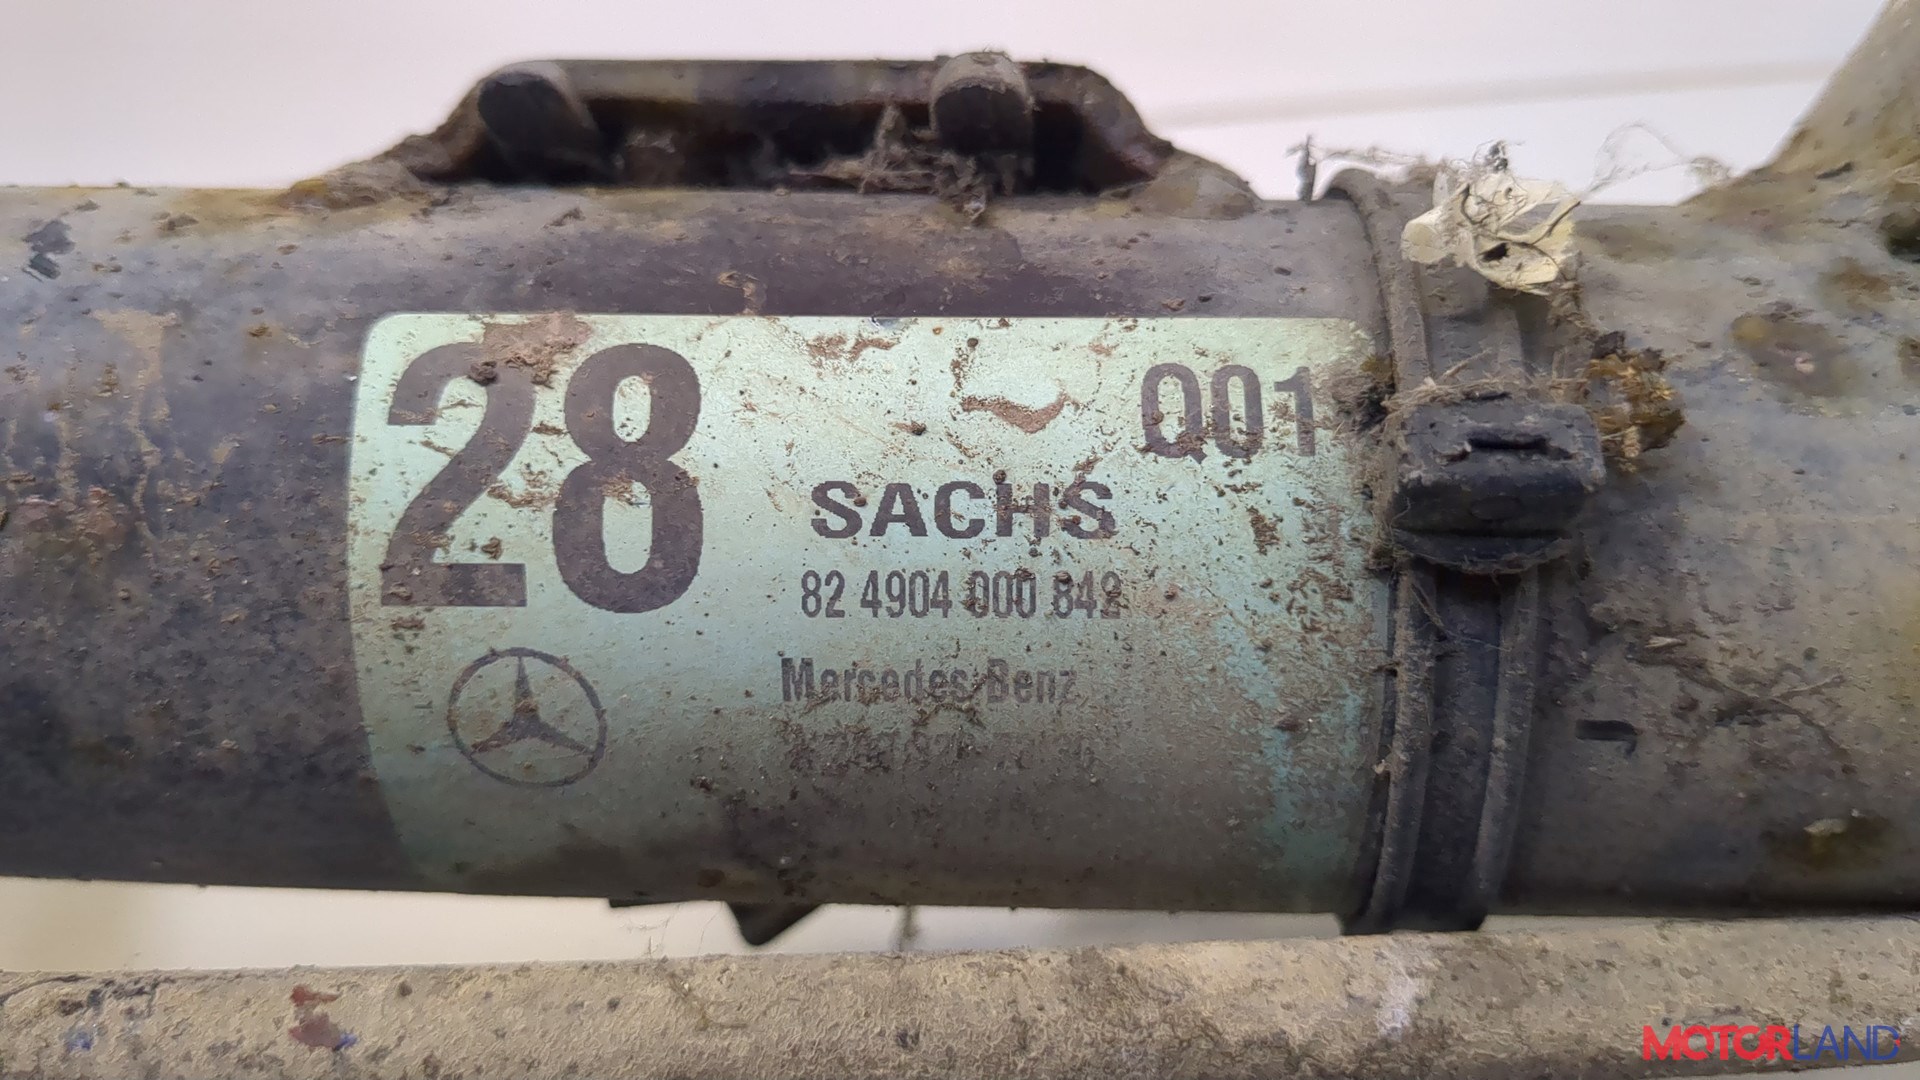 28
Q01
SACHS
82 4904 000 842
Mercedes-Benz
MOTORLAND